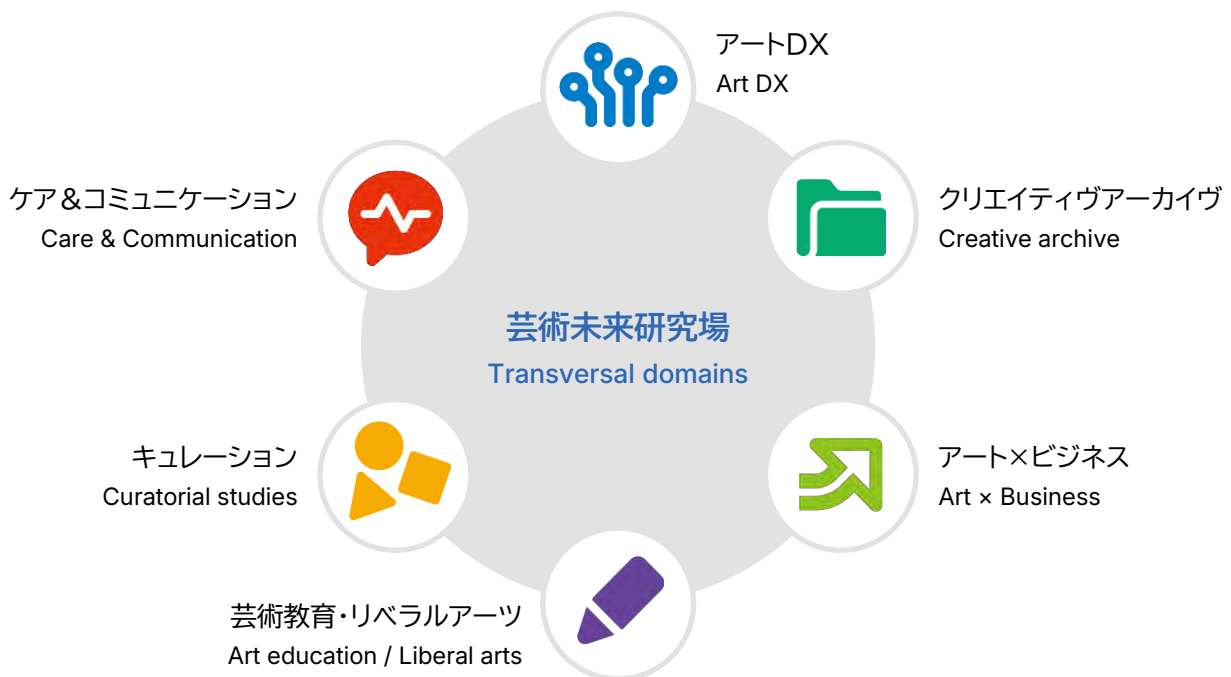 アートDX
Art DX
ケア&コミュニケーション
Care & Communication
クリエイティヴアーカイヴ
Creative archive
芸術未来研究場
Transversal domains
キュレーション
Curatorial studies
アート×ビジネス
Art × Business
芸術教育・リベラルアーツ
Art education / Liberal arts